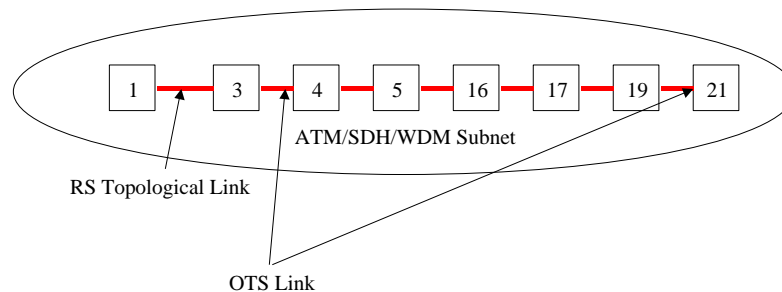 1 3 4 5 16 17 19 21
ATM/SDH/WDM Subnet
RS Topological Link
OTS Link